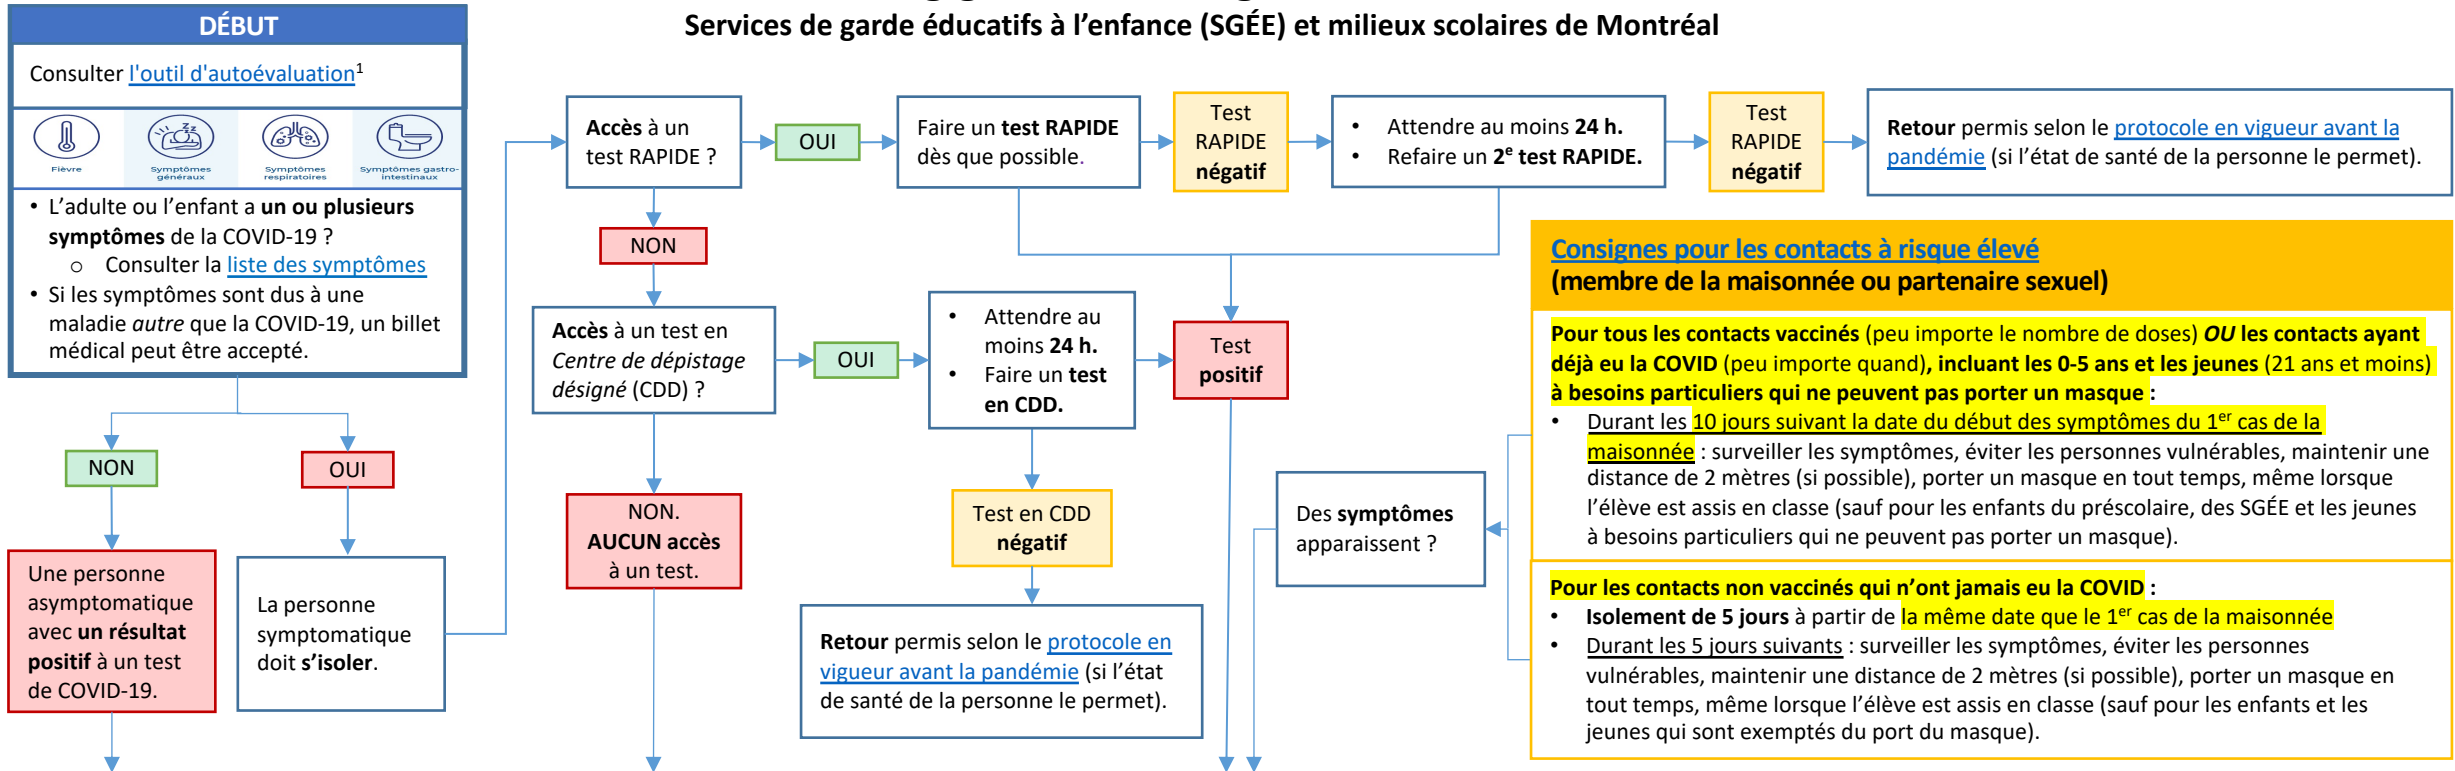 Services de garde éducatifs à l’enfance (SGÉE) et milieux scolaires de Montréal
DÉBUT
Consulter l'outil d'autoévaluation1
Fièvre
Symptômes
généraux
Symptômes
respiratoires
Symptômes gastro-
intestinaux
• L’adulte ou l’enfant a un ou plusieurs
symptômes de la COVID-19 ?
o Consulter la liste des symptômes
• Si les symptômes sont dus à une
maladie autre que la COVID-19, un billet
médical peut être accepté.
NON
OUI
Une personne
asymptomatique
avec un résultat
positif à un test
de COVID-19.
La personne
symptomatique
doit s’isoler.
Accès à un
test RAPIDE ?
OUI
Faire un test RAPIDE
dès que possible.
Test
RAPIDE
négatif
• Attendre au moins 24 h.
• Refaire un 2e test RAPIDE.
Test
RAPIDE
négatif
Retour permis selon le protocole en vigueur avant la
pandémie (si l’état de santé de la personne le permet).
NON
Accès à un test en
Centre de dépistage
désigné (CDD) ?
OUI
• Attendre au
moins 24 h.
• Faire un test
en CDD.
Test
positif
NON.
AUCUN accès
à un test.
Test en CDD
négatif
Retour permis selon le protocole en
vigueur avant la pandémie (si l’état
de santé de la personne le permet).
Des symptômes
apparaissent ?
Consignes pour les contacts à risque élevé
(membre de la maisonnée ou partenaire sexuel)
Pour tous les contacts vaccinés (peu importe le nombre de doses) OU les contacts ayant
déjà eu la COVID (peu importe quand), incluant les 0-5 ans et les jeunes (21 ans et moins)
à besoins particuliers qui ne peuvent pas porter un masque :
• Durant les 10 jours suivant la date du début des symptômes du 1er cas de la
maisonnée : surveiller les symptômes, éviter les personnes vulnérables, maintenir une
distance de 2 mètres (si possible), porter un masque en tout temps, même lorsque
l’élève est assis en classe (sauf pour les enfants du préscolaire, des SGÉE et les jeunes
à besoins particuliers qui ne peuvent pas porter un masque).
Pour les contacts non vaccinés qui n’ont jamais eu la COVID :
• Isolement de 5 jours à partir de la même date que le 1er cas de la maisonnée
• Durant les 5 jours suivants : surveiller les symptômes, éviter les personnes
vulnérables, maintenir une distance de 2 mètres (si possible), porter un masque en
tout temps, même lorsque l’élève est assis en classe (sauf pour les enfants et les
jeunes qui sont exemptés du port du masque).